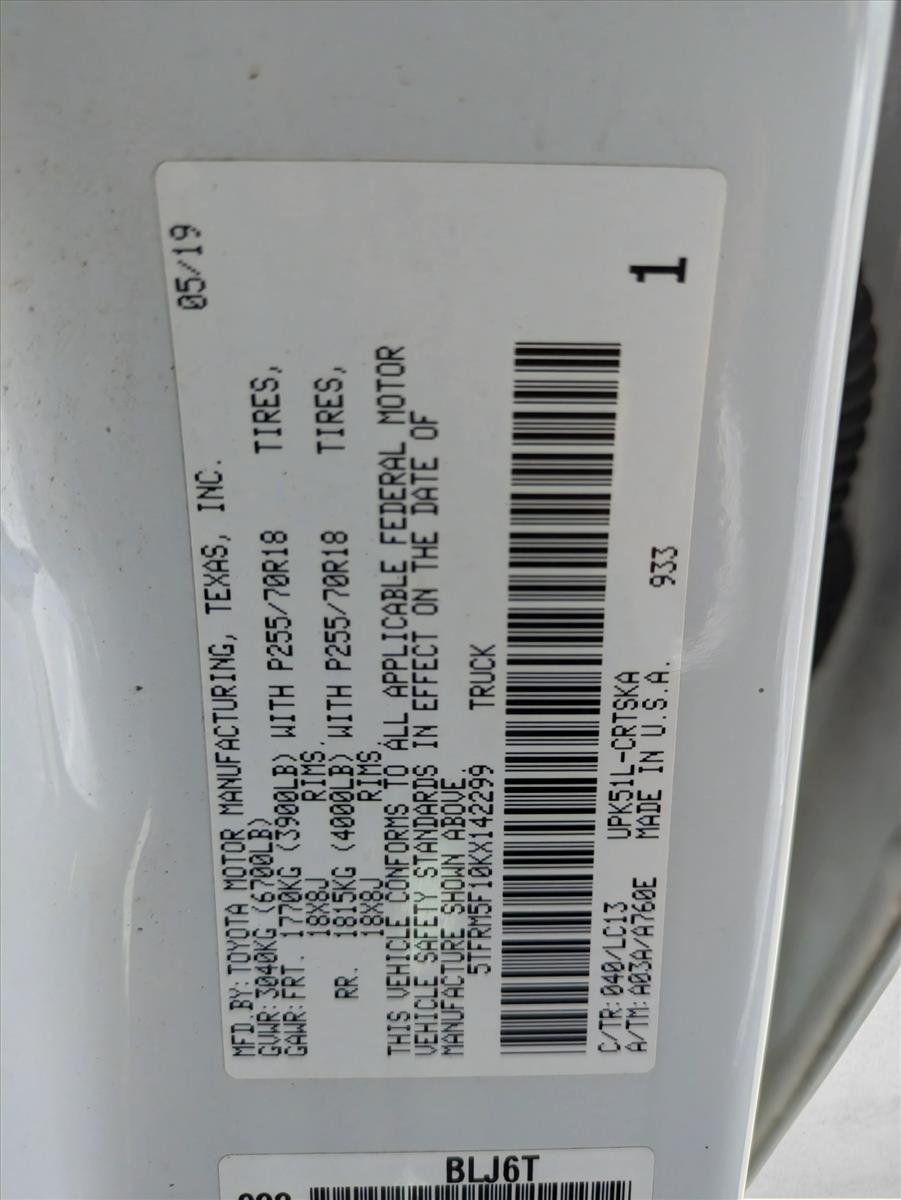 05/19
MFD.BY:TOYOTA MOTOR MANUFACTURING, TEXAS, INC.
GVWR:3040KG(6700LB)
GAWR:FRT. 1770KG (3900LB) WITH P255/70R18 TIRES,
18X8J RIMS,
RR. 1815KG (4000LB) WITH P255/70R18 TIRES,
18X8J RIMS,
THIS VEHICLE CONFORMS TO ALL APPLICABLE FEDERAL MOTOR
VEHICLE SAFETY STANDARDS IN EFFECT ON THE DATE OF
MANUFACTURE SHOWN ABOVE.
5TFRM5F10KX142299 TRUCK
C/TR:040/LC13 UPK51L-CRTSKA 933 1
A/TM:A03A/A760E MADE IN U.S.A.
BLJ6T